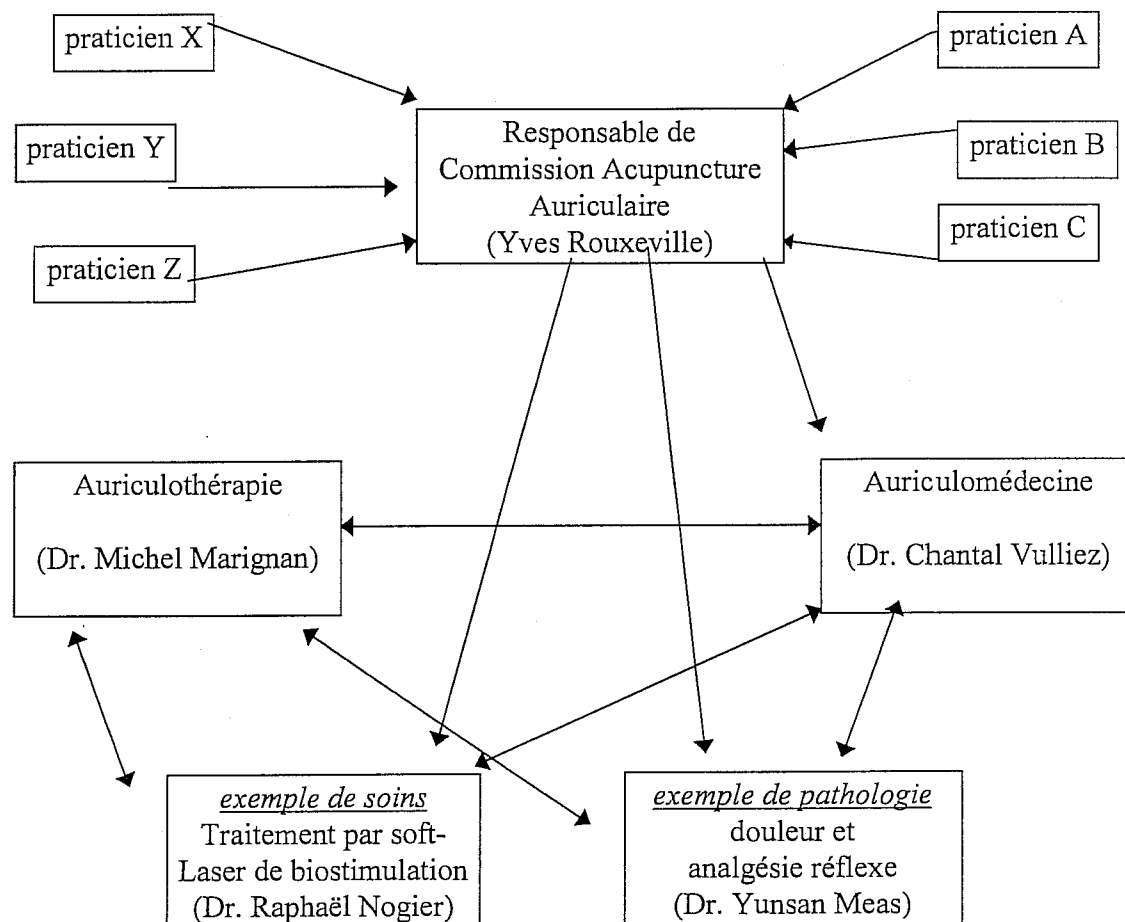 praticien X
praticien A
praticien Y
praticien B
praticien Z
praticien C
Responsable de
Commission Acupuncture
Auriculaire
(Yves Rouxeville)
Auriculothérapie
(Dr. Michel Marignan)
Auriculomédecine
(Dr. Chantal Vulliez)
exemple de soins
Traitement par soft-
Laser de biostimulation
(Dr. Raphaël Nogier)
exemple de pathologie
douleur et
analgésie réflexe
(Dr. Yunsan Meas)